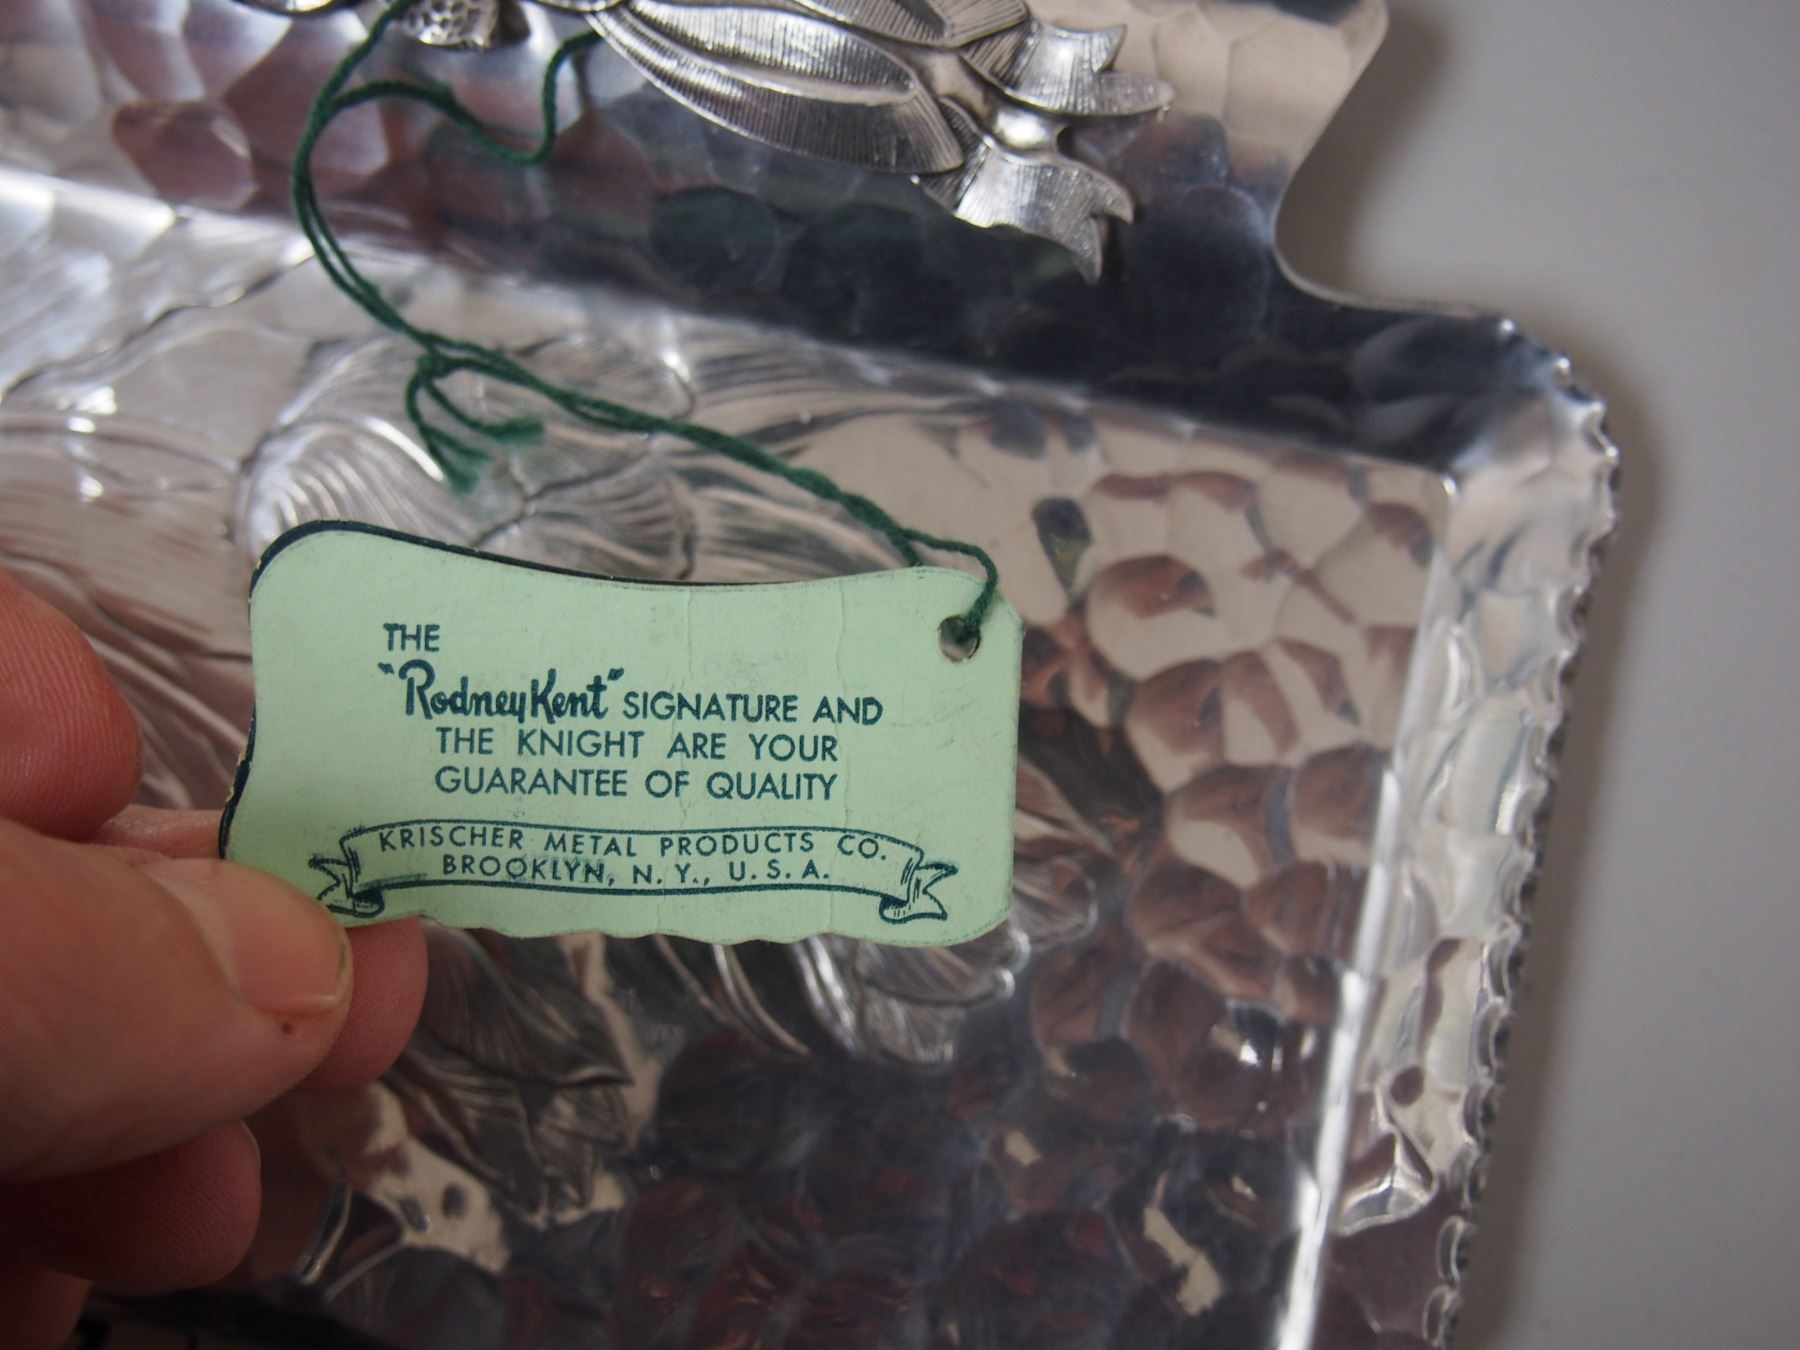 THE
"Rodney Kent" SIGNATURE AND
THE KNIGHT ARE YOUR
GUARANTEE OF QUALITY
KRISCHER METAL PRODUCTS CO.
BROOKLYN, N. Y., U. S. A.